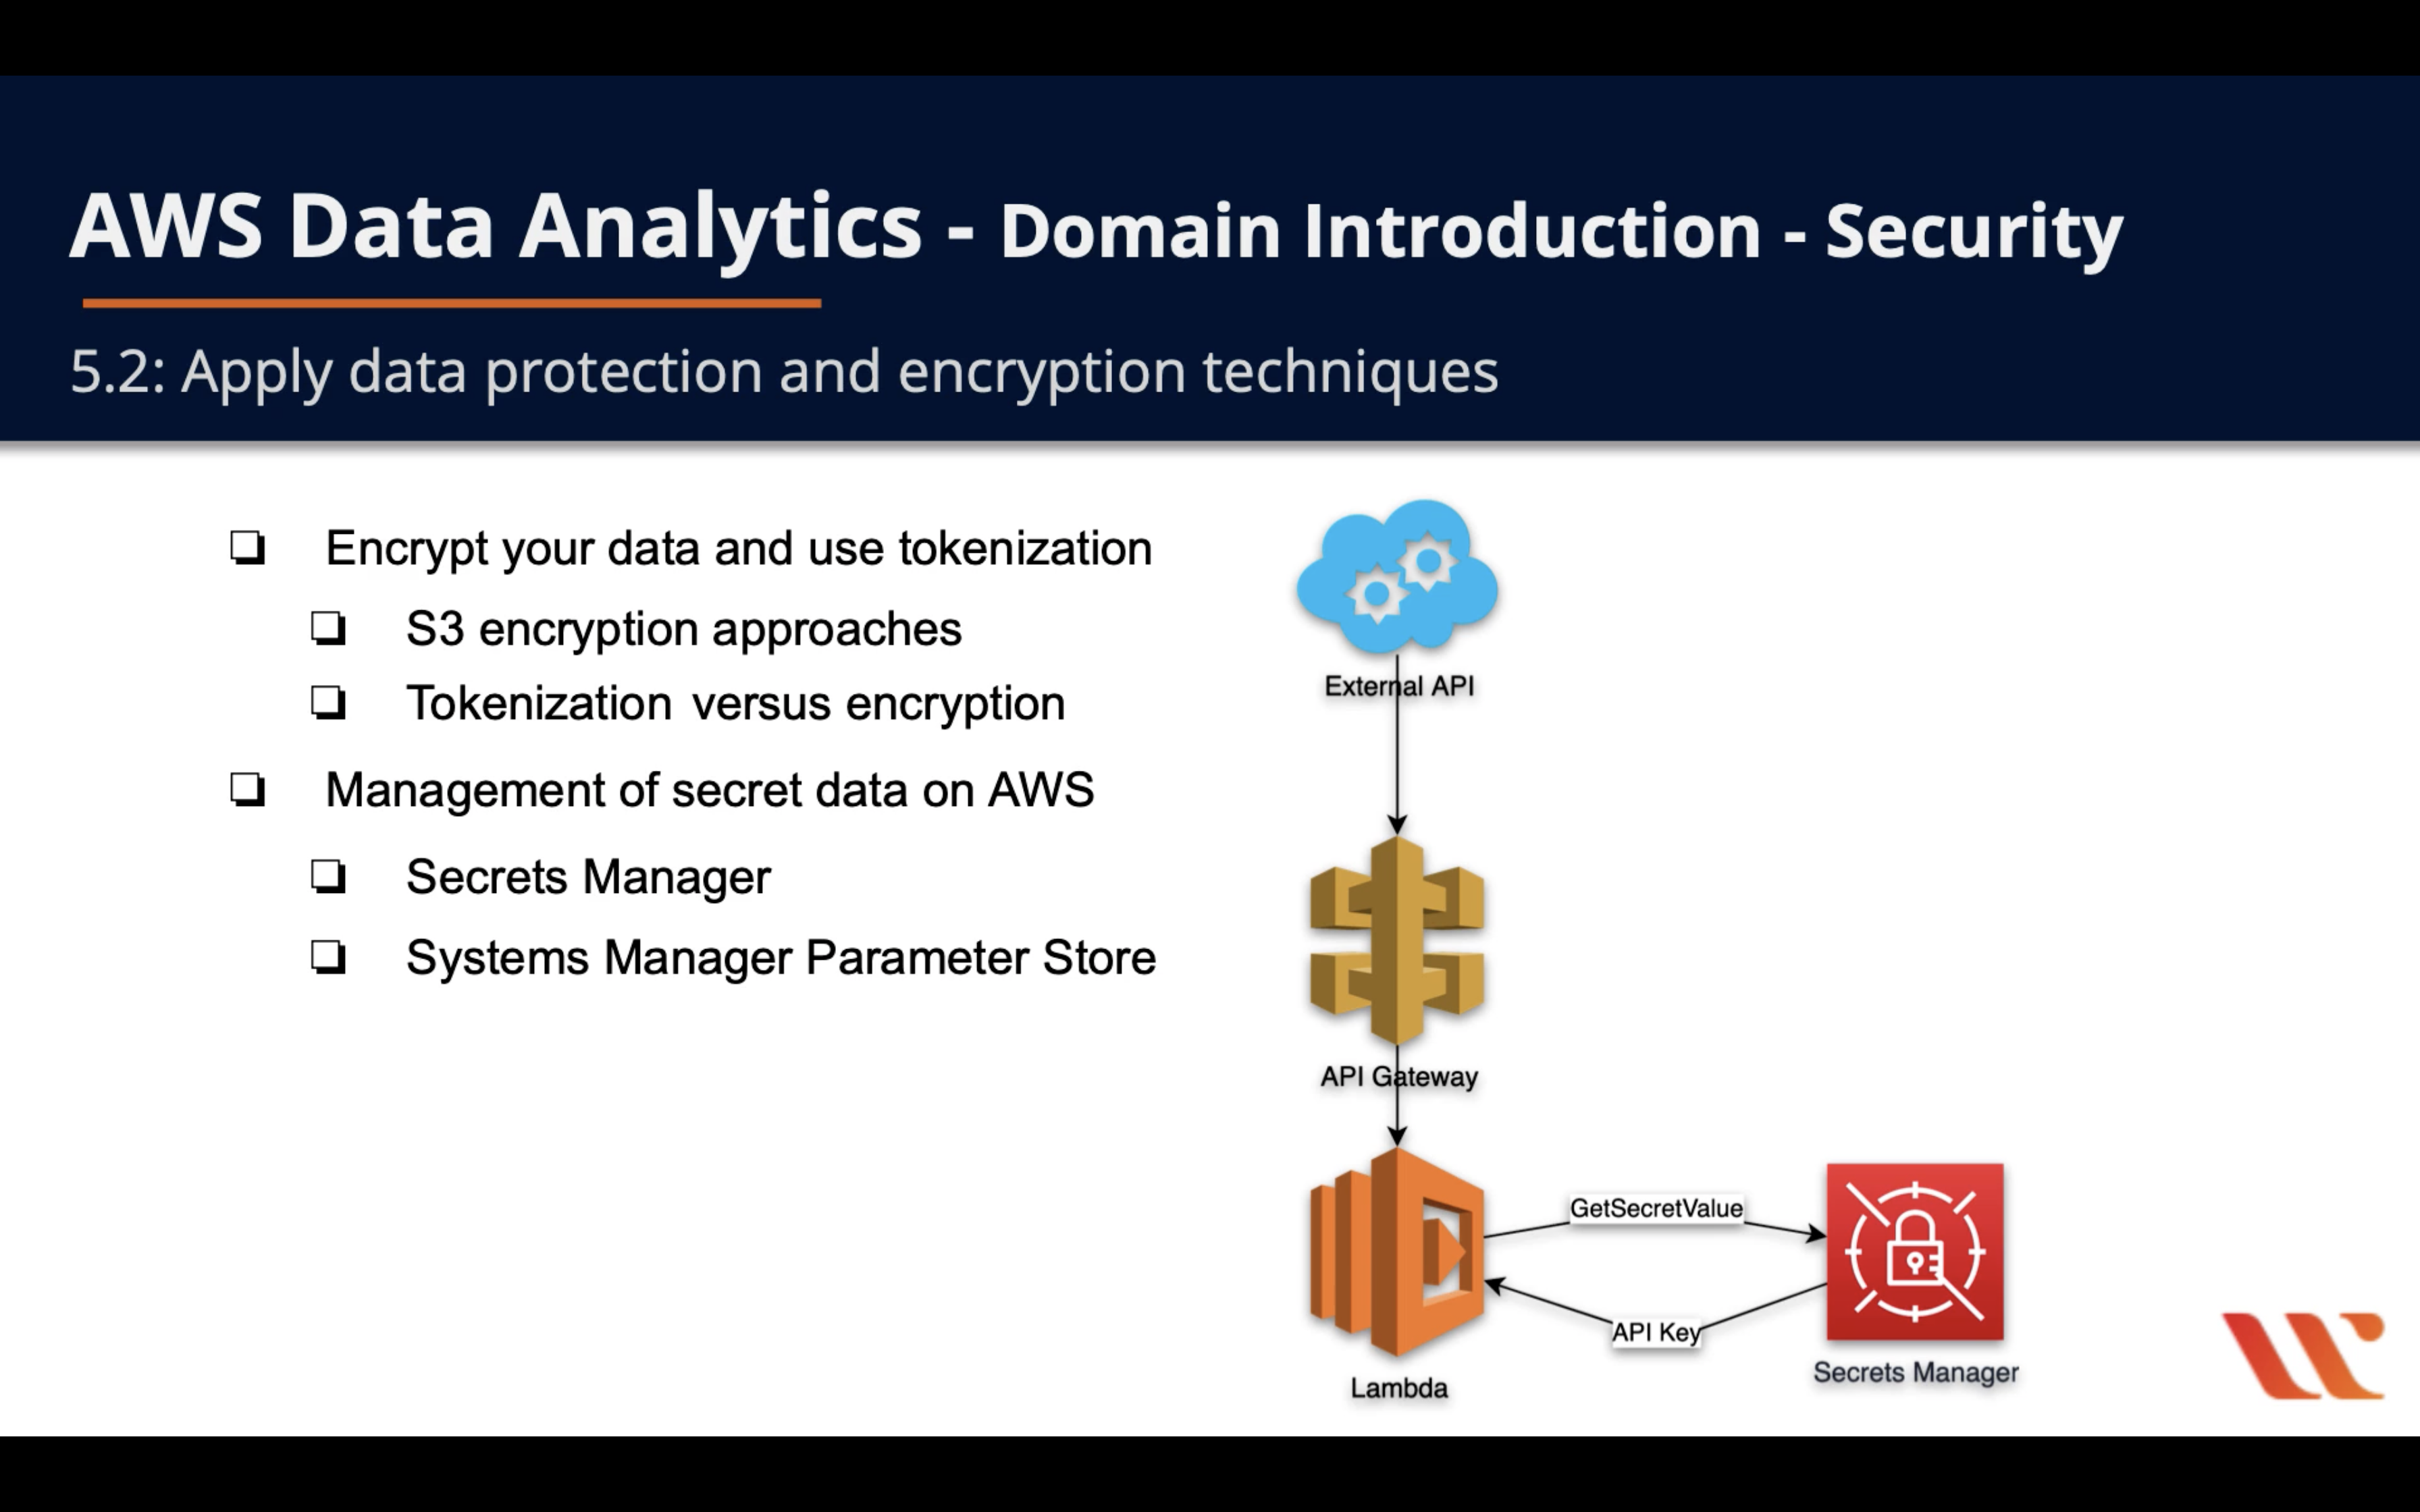 AWS Data Analytics - Domain Introduction - Security
5.2: Apply data protection and encryption techniques
Encrypt your data and use tokenization
S3 encryption approaches
Tokenization versus encryption
Management of secret data on AWS
Secrets Manager
Systems Manager Parameter Store
External API
API Gateway
GetSecretValue
API Key
Lambda
Secrets Manager